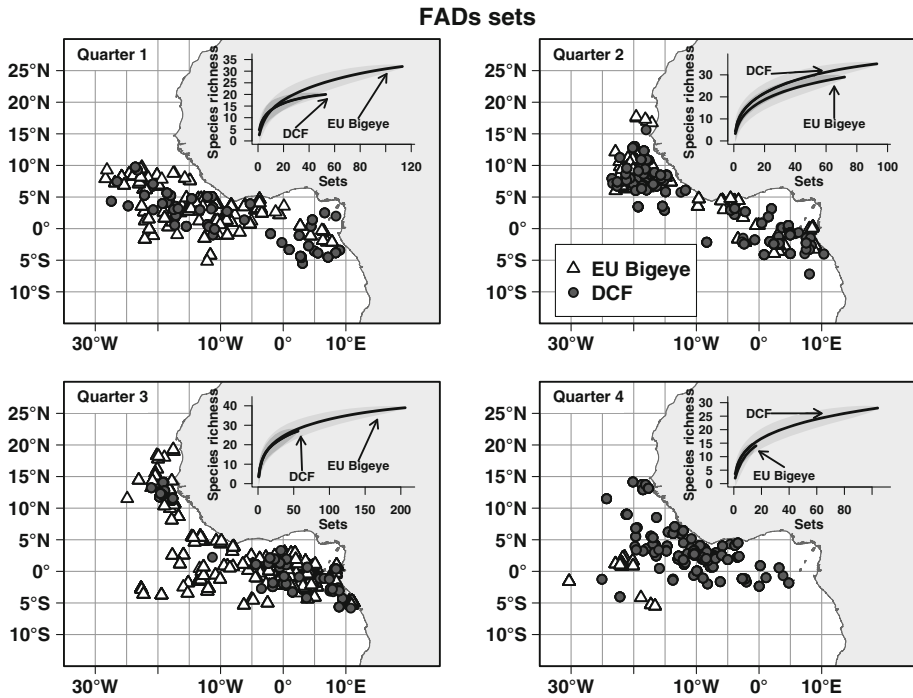 FADs sets
Quarter 1
25°N
20°N
15°N
10°N
5°N
0°
5°S
10°S
30°W
10°W
0°
10°E
Species richness
35
30
25
20
15
10
5
0
0
20
40
60
80
120
Sets
DCF
EU Bigeye
Quarter 2
25°N
20°N
15°N
10°N
5°N
0°
5°S
10°S
30°W
10°W
0°
10°E
Species richness
30
20
10
0
0
20
40
60
80
100
Sets
DCF
EU Bigeye
EU Bigeye
DCF
Quarter 3
25°N
20°N
15°N
10°N
5°N
0°
5°S
10°S
30°W
10°W
0°
10°E
Species richness
40
30
20
10
0
0
50
100
150
200
Sets
DCF
EU Bigeye
Quarter 4
25°N
20°N
15°N
10°N
5°N
0°
5°S
10°S
30°W
10°W
0°
10°E
Species richness
30
25
20
15
10
5
0
0
20
40
60
80
Sets
DCF
EU Bigeye